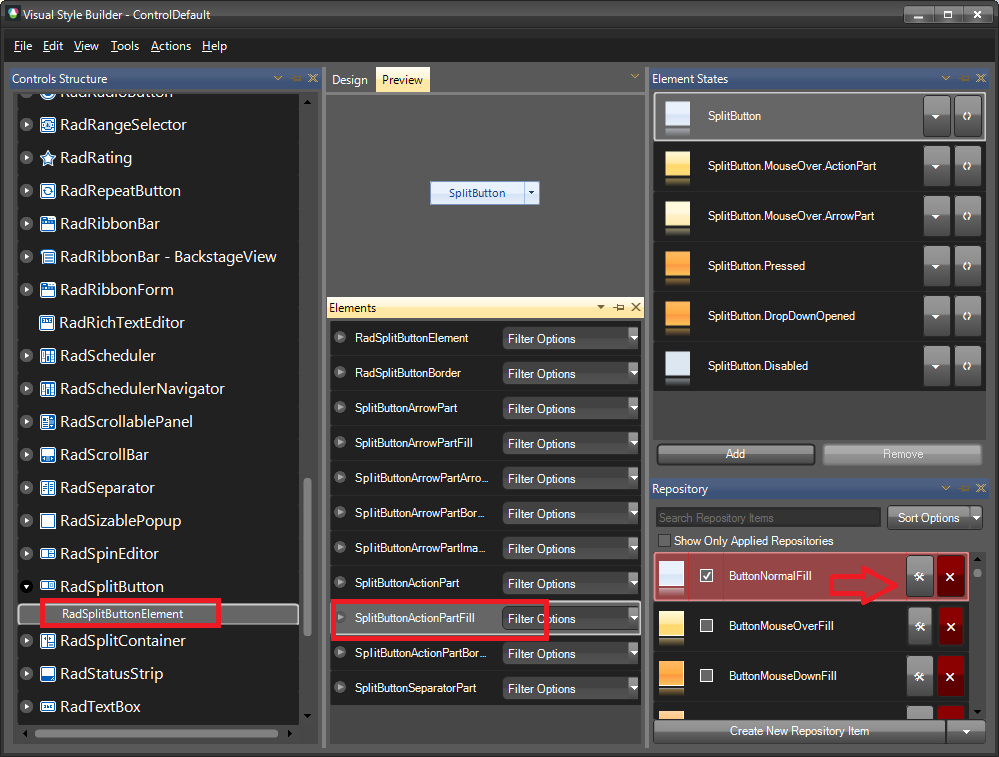 Visual Style Builder - ControlDefault
File Edit View Tools Actions Help
Controls Structure
RadRadioButton
RadRangeSelector
RadRating
RadRepeatButton
RadRibbonBar
RadRibbonBar - BackstageView
RadRibbonForm
RadRichTextEditor
RadScheduler
RadSchedulerNavigator
RadScrollablePanel
RadScrollBar
RadSeparator
RadSizablePopup
RadSpinEditor
RadSplitButton
RadSplitButtonElement
RadSplitContainer
RadStatusStrip
RadTextBox
Design Preview
SplitButton
Elements
RadSplitButtonElement Filter Options
RadSplitButtonBorder Filter Options
SplitButtonArrowPart Filter Options
SplitButtonArrowPartFill Filter Options
SplitButtonArrowPartArro... Filter Options
SplitButtonArrowPartBor... Filter Options
SplitButtonArrowPartIma... Filter Options
SplitButtonActionPart Filter Options
SplitButtonActionPartFill Filter Options
SplitButtonActionPartBor... Filter Options
SplitButtonSeparatorPart Filter Options
Element States
SplitButton
SplitButton.MouseOver.ActionPart
SplitButton.MouseOver.ArrowPart
SplitButton.Pressed
SplitButton.DropDownOpened
SplitButton.Disabled
Add Remove
Repository
Search Repository Items Sort Options
Show Only Applied Repositories
ButtonNormalFill
ButtonMouseOverFill
ButtonMouseDownFill
Create New Repository Item